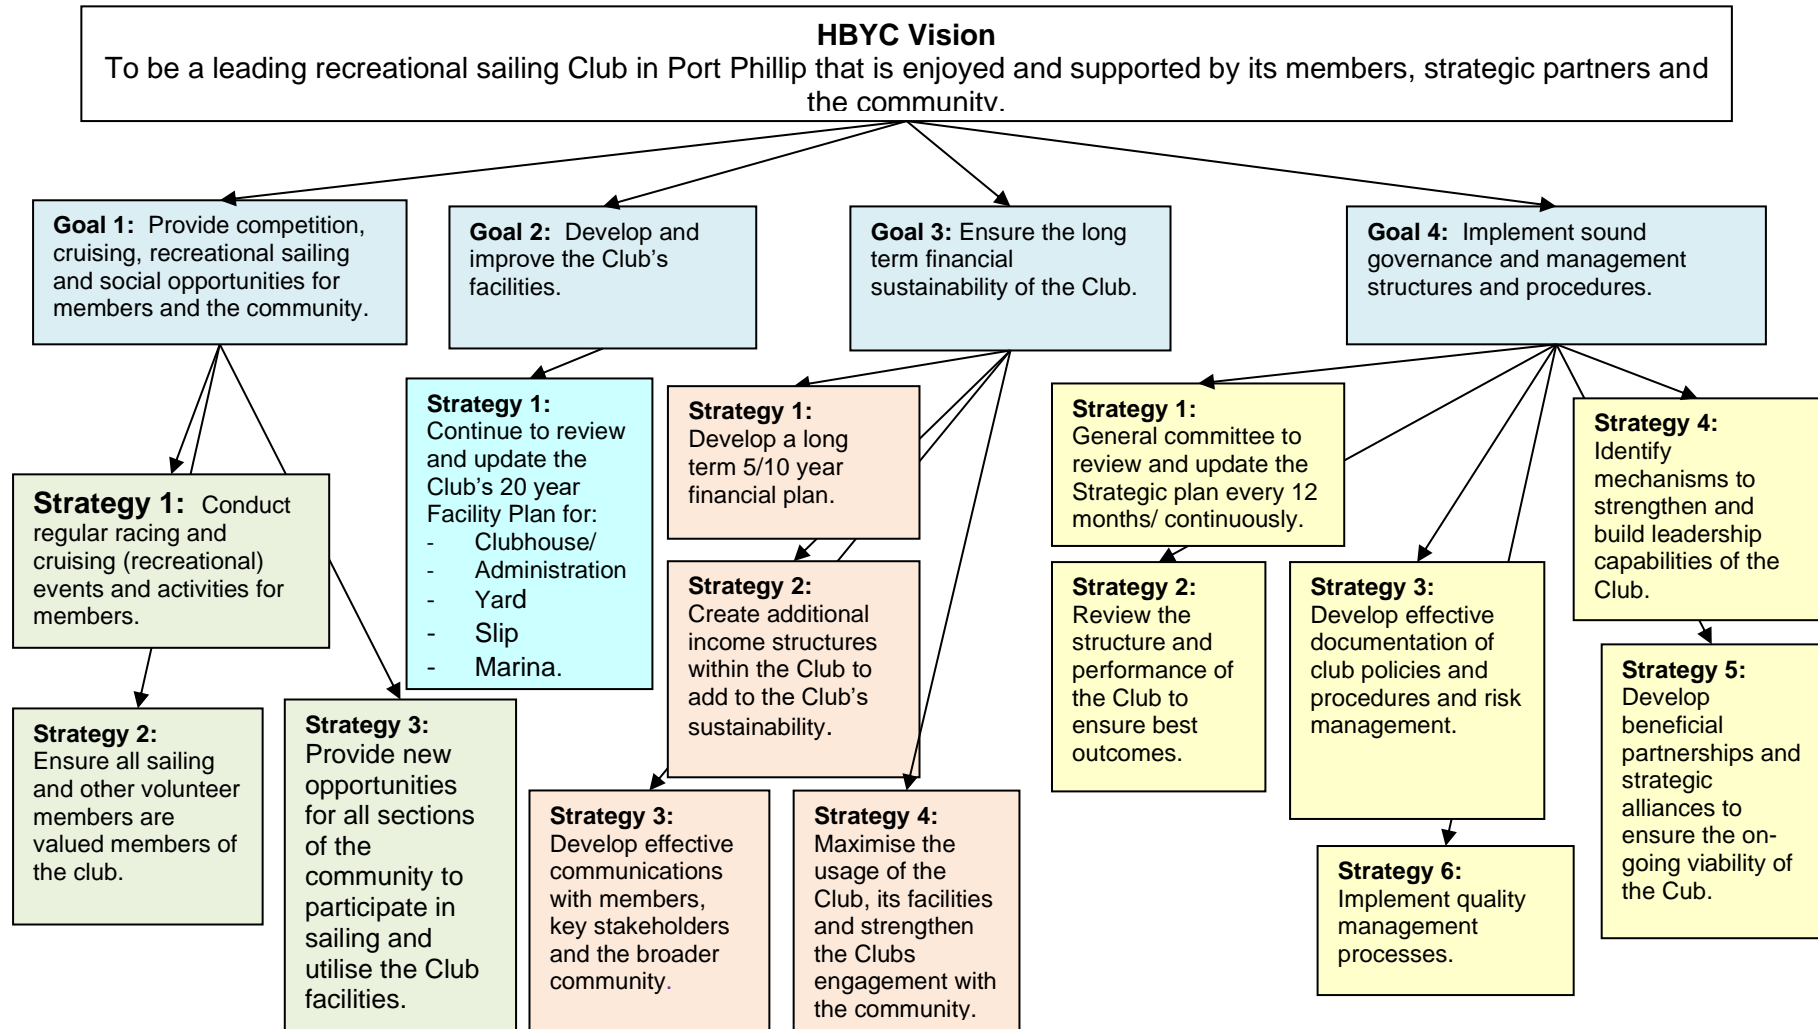 HBYC Vision
To be a leading recreational sailing Club in Port Phillip that is enjoyed and supported by its members, strategic partners and
the community.
Goal 1: Provide competition,
cruising, recreational sailing
and social opportunities for
members and the community.
Goal 2: Develop and
improve the Club's
facilities.
Goal 3: Ensure the long
term financial
sustainability of the Club.
Goal 4: Implement sound
governance and management
structures and procedures.
Strategy 1: Conduct
regular racing and
cruising (recreational)
events and activities for
members.
Strategy 2:
Ensure all sailing
and other volunteer
members are
valued members of
the club.
Strategy 3:
Provide new
opportunities
for all sections
of the
community to
participate in
sailing and
utilise the Club
facilities.
Strategy 1:
Continue to review
and update the
Club's 20 year
Facility Plan for:
- Clubhouse/
- Administration
- Yard
- Slip
- Marina.
Strategy 1:
Develop a long
term 5/10 year
financial plan.
Strategy 2:
Create additional
income structures
within the Club to
add to the Club's
sustainability.
Strategy 3:
Develop effective
communications
with members,
key stakeholders
and the broader
community.
Strategy 4:
Maximise the
usage of the
Club, its facilities
and strengthen
the Clubs
engagement with
the community.
Strategy 1:
General committee to
review and update the
Strategic plan every 12
months/ continuously.
Strategy 2:
Review the
structure and
performance of
the Club to
ensure best
outcomes.
Strategy 3:
Develop effective
documentation of
club policies and
procedures and risk
management.
Strategy 4:
Identify
mechanisms to
strengthen and
build leadership
capabilities of the
Club.
Strategy 5:
Develop
beneficial
partnerships and
strategic
alliances to
ensure the on-
going viability of
the Cub.
Strategy 6:
Implement quality
management
processes.